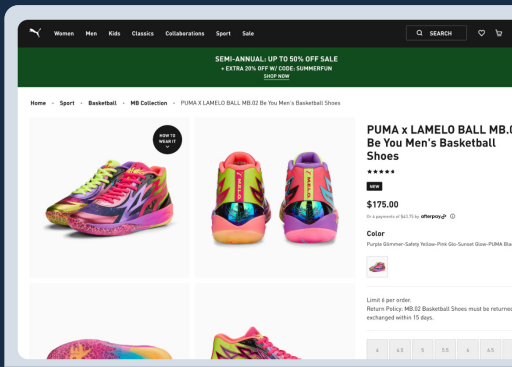 Women Men Kids Classics Collaborations Sport Sale SEARCH
SEMI-ANNUAL: UP TO 50% OFF SALE
+ EXTRA 20% OFF W/ CODE: SUMMERFUN
SHOP NOW
Home • Sport • Basketball • MB Collection • PUMA X LAMELO BALL MB.02 Be You Men's Basketball Shoes
HOW TO
WEAR IT
MELO
PUMA x LAMELO BALL MB.0
Be You Men's Basketball
Shoes
NEW
$175.00
Or 4 payments of $43.75 by afterpay
Color
Purple Glimmer-Safety Yellow-Pink Glo-Sunset Glow-PUMA Blac
Limit 6 per order.
Return Policy: MB.02 Basketball Shoes must be returned
exchanged within 15 days.
4 4.5 5 5.5 6 6.5